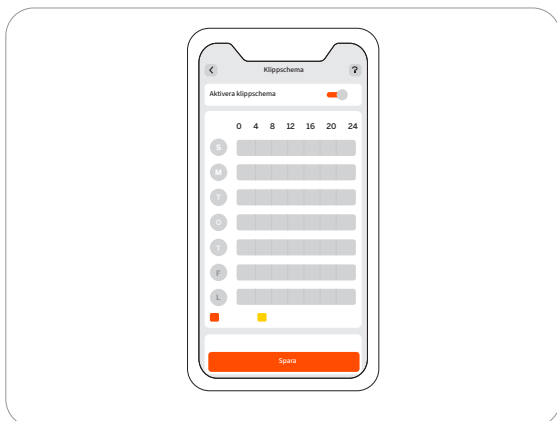 Klippschema
?
Aktivera klippschema
0 4 8 12 16 20 24
S
M
T
O
T
F
L
Spara